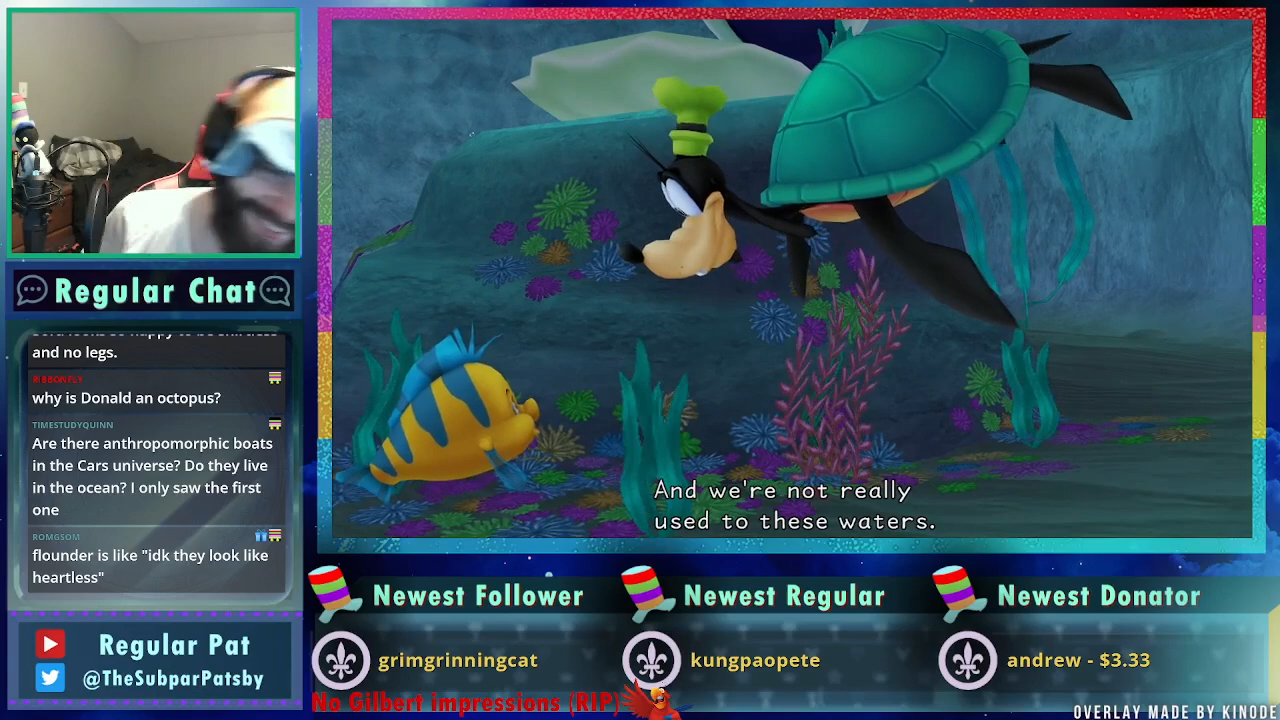 Regular Chat
and no legs.
RIBBONFLY
why is Donald an octopus?
TIMESTUDYQUINN
Are there anthropomorphic boats
in the Cars universe? Do they live
in the ocean? I only saw the first
one
ROMGSOM
flounder is like "idk they look like
heartless"
Regular Pat
@TheSubparPatsby
And we're not really
used to these waters.
Newest Follower
grimgrinningcat
Newest Regular
kungpaopete
Newest Donator
andrew - $3.33
No Gilbert impressions (RIP)
OVERLAY MADE BY KINODE